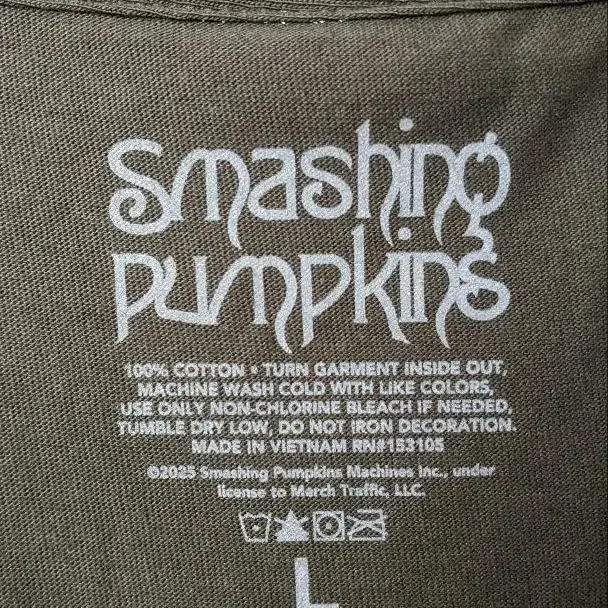 Smashing
Pumpkins
100% COTTON • TURN GARMENT INSIDE OUT,
MACHINE WASH COLD WITH LIKE COLORS,
USE ONLY NON-CHLORINE BLEACH IF NEEDED,
TUMBLE DRY LOW, DO NOT IRON DECORATION.
MADE IN VIETNAM RN#153105
©2025 Smashing Pumpkins Machines Inc., under
license to Merch Traffic, LLC.
L